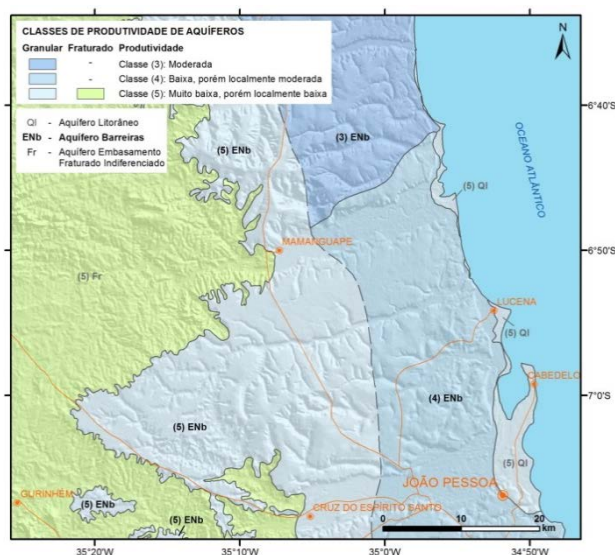 CLASSES DE PRODUTIVIDADE DE AQUÍFEROS
Granular Fraturado Produtividade
- Classe (3): Moderada
- Classe (4): Baixa, porém localmente moderada
Classe (5): Muito baixa, porém localmente baixa
Ql - Aquífero Litorâneo
ENb - Aquífero Barreiras
Fr - Aquífero Embasamento
Fraturado Indiferenciado
N
6°40'S
(3) ENb
(5) ENb
OCEANO ATLÂNTICO
(5) Ql
MAMANGUAPE
6°50'S
(5) Fr
LUCENA
(5) Ql
CABEDELO
7°0'S
(4) ENb
(5) ENb
(5) Ql
JOÃO PESSOA
(5) ENb
GURINHÉM
(5) ENb
CRUZ DO ESPÍRITO SANTO
0 10 20
km
35°20'W 35°10'W 35°0'W 34°50'W